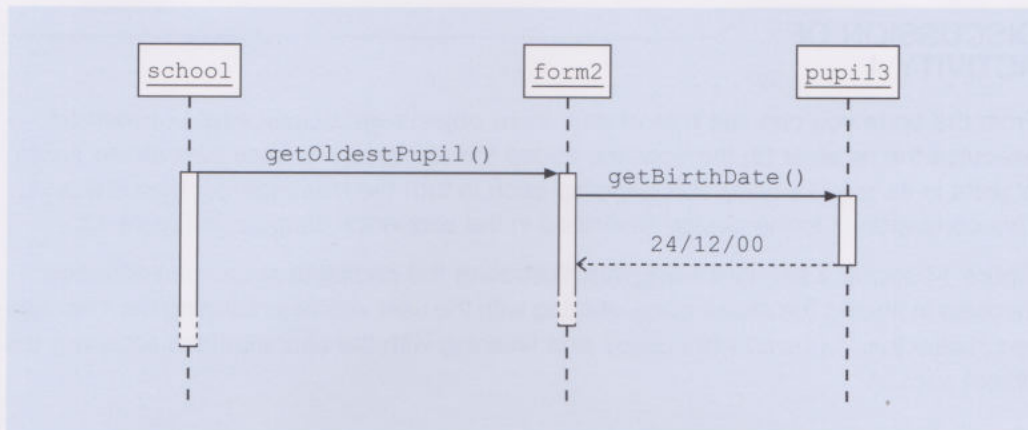 school form2 pupil3
getOldestPupil()
getBirthDate()
24/12/00